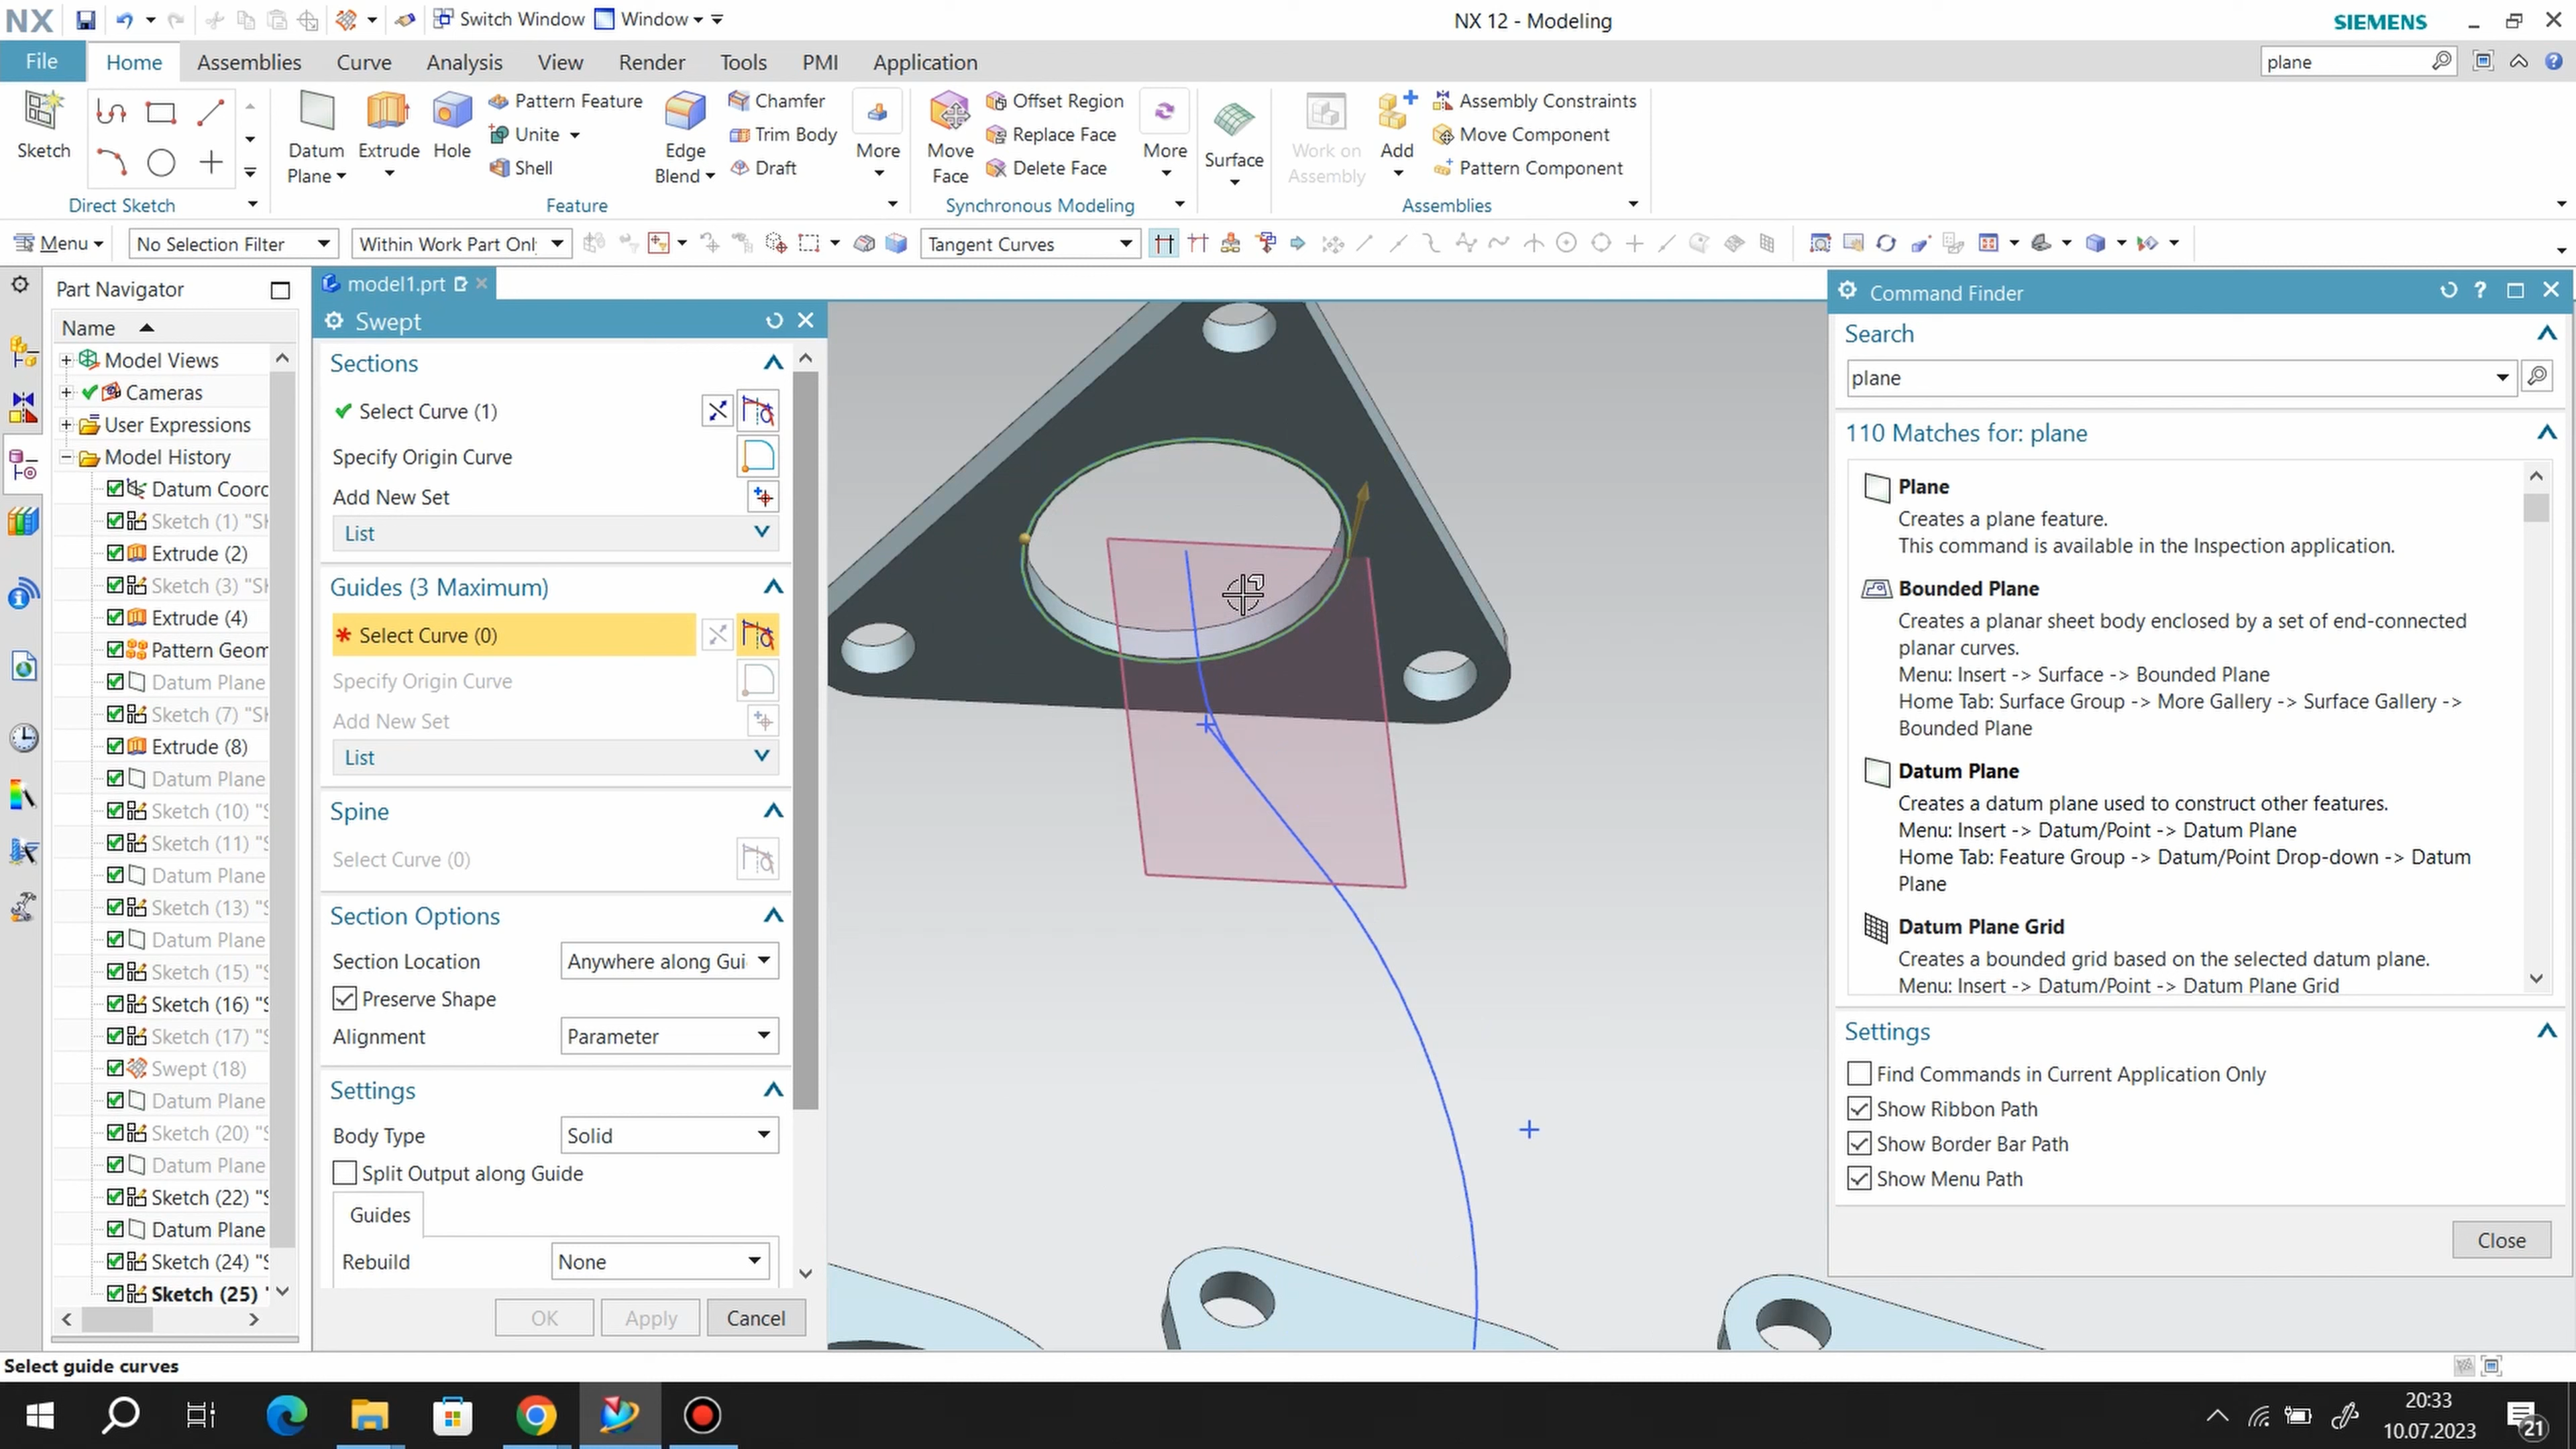 NX
Switch Window
Window
NX 12 - Modeling
SIEMENS
File
Home
Assemblies
Curve
Analysis
View
Render
Tools
PMI
Application
plane
Sketch
Direct Sketch
Datum Plane
Extrude
Hole
Pattern Feature
Unite
Shell
Edge Blend
Chamfer
Trim Body
Draft
More
Feature
Move Face
Offset Region
Replace Face
Delete Face
More
Synchronous Modeling
Surface
Work on Assembly
Add
Assembly Constraints
Move Component
Pattern Component
Assemblies
Menu
No Selection Filter
Within Work Part Onl
Tangent Curves
Part Navigator
Name
Model Views
Cameras
User Expressions
Model History
Datum Coord
Sketch (1) "Sk
Extrude (2)
Sketch (3) "Sk
Extrude (4)
Pattern Geom
Datum Plane
Sketch (7) "Sk
Extrude (8)
Datum Plane
Sketch (10) "S
Sketch (11) "S
Datum Plane
Sketch (13) "S
Datum Plane
Sketch (15) "S
Sketch (16) "S
Sketch (17) "S
Swept (18)
Datum Plane
Sketch (20) "S
Datum Plane
Sketch (22) "S
Datum Plane
Sketch (24) "S
Sketch (25) "
model1.prt
Swept
Sections
Select Curve (1)
Specify Origin Curve
Add New Set
List
Guides (3 Maximum)
* Select Curve (0)
Specify Origin Curve
Add New Set
List
Spine
Select Curve (0)
Section Options
Section Location
Anywhere along Gui
Preserve Shape
Alignment
Parameter
Settings
Body Type
Solid
Split Output along Guide
Guides
Rebuild
None
OK
Apply
Cancel
Command Finder
Search
plane
110 Matches for: plane
Plane
Creates a plane feature.
This command is available in the Inspection application.
Bounded Plane
Creates a planar sheet body enclosed by a set of end-connected
planar curves.
Menu: Insert -> Surface -> Bounded Plane
Home Tab: Surface Group -> More Gallery -> Surface Gallery ->
Bounded Plane
Datum Plane
Creates a datum plane used to construct other features.
Menu: Insert -> Datum/Point -> Datum Plane
Home Tab: Feature Group -> Datum/Point Drop-down -> Datum
Plane
Datum Plane Grid
Creates a bounded grid based on the selected datum plane.
Menu: Insert -> Datum/Point -> Datum Plane Grid
Settings
Find Commands in Current Application Only
Show Ribbon Path
Show Border Bar Path
Show Menu Path
Close
Select guide curves
20:33
10.07.2023
21